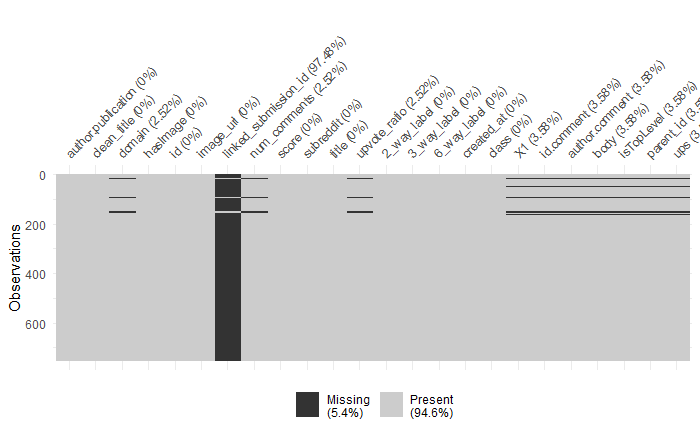 author.publication (0%)
clean_title (0%)
domain (2.52%)
hasImage (0%)
id (0%)
image_url (0%)
linked_submission_id (97.48%)
num_comments (2.52%)
score (0%)
subreddit (0%)
title (0%)
upvote_ratio (2.52%)
2_way_label (0%)
3_way_label (0%)
6_way_label (0%)
created_at (0%)
class (0%)
X1 (3.58%)
id.comment (3.58%)
author.comment (3.58%)
body (3.58%)
isTopLevel (3.58%)
parent_id (3.5
ups (3.
0
200
400
600
Observations
Missing
(5.4%)
Present
(94.6%)